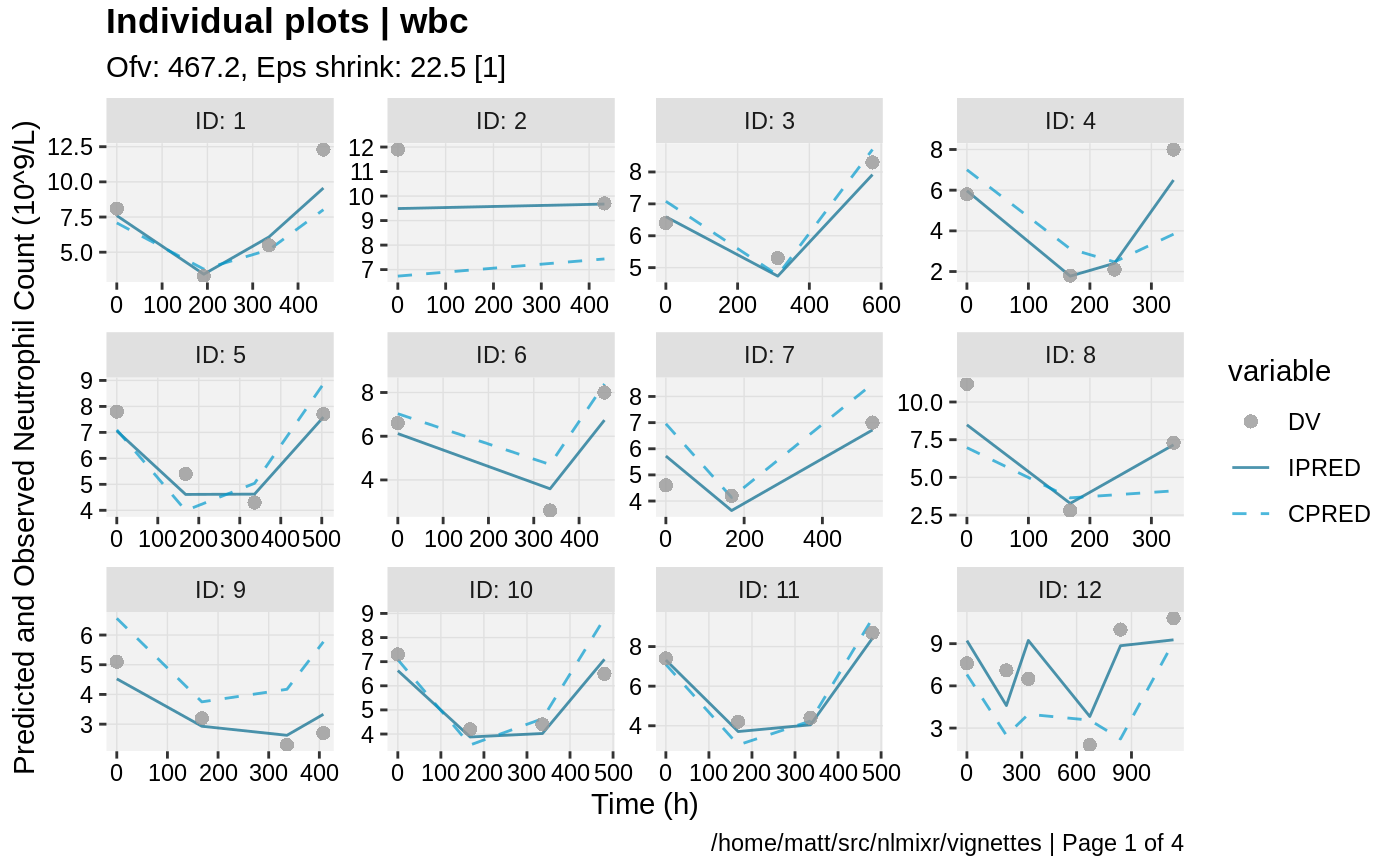 Individual plots | wbc
Ofv: 467.2, Eps shrink: 22.5 [1]
Predicted and Observed Neutrophil Count (10^9/L)
ID: 1
12.5
10.0
7.5
5.0
0 100 200 300 400
ID: 2
12
11
10
9
8
7
0 100 200 300 400
ID: 3
8
7
6
5
0 200 400 600
ID: 4
8
6
4
2
0 100 200 300
ID: 5
9
8
7
6
5
4
0 100 200 300 400 500
ID: 6
8
6
4
0 100 200 300 400
ID: 7
8
7
6
5
4
0 200 400
ID: 8
10.0
7.5
5.0
2.5
0 100 200 300
ID: 9
6
5
4
3
0 100 200 300 400
ID: 10
9
8
7
6
5
4
0 100 200 300 400 500
ID: 11
8
6
4
0 100 200 300 400 500
ID: 12
9
6
3
0 300 600 900
Time (h)
variable
DV
IPRED
CPRED
/home/matt/src/nlmixr/vignettes | Page 1 of 4